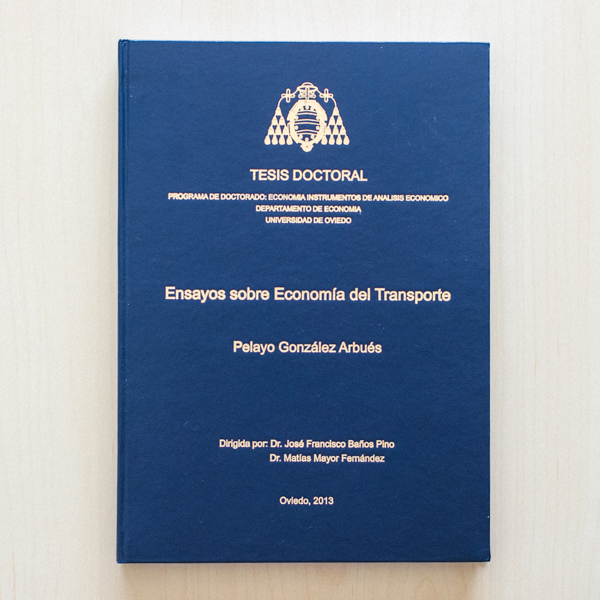 TESIS DOCTORAL
PROGRAMA DE DOCTORADO: ECONOMIA INSTRUMENTOS DE ANALISIS ECONOMICO
DEPARTAMENTO DE ECONOMIA,
UNIVERSIDAD DE OVIEDO
Ensayos sobre Economía del Transporte
Pelayo González Arbués
Dirigida por: Dr. José Francisco Baños Pino
Dr. Matías Mayor Fernández
Oviedo, 2013